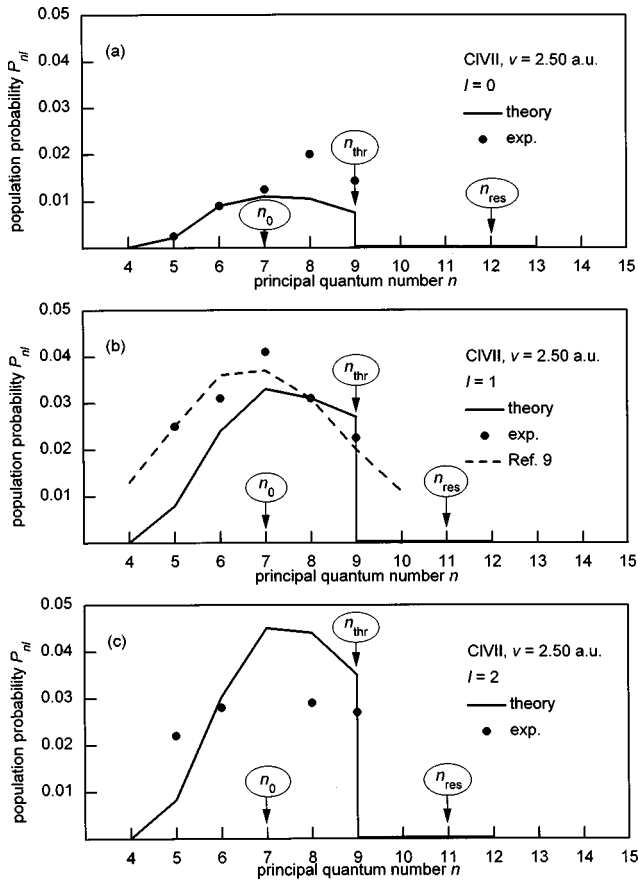 0.05
(a)
0.04
0.03
0.02
0.01
population probability Pnl
ClVII, v = 2.50 a.u.
l = 0
theory
exp.
nthr
n0
nres
4 5 6 7 8 9 10 11 12 13 14 15
principal quantum number n
0.05
(b)
0.04
0.03
0.02
0.01
population probability Pnl
ClVII, v = 2.50 a.u.
l = 1
theory
exp.
Ref. 9
nthr
n0
nres
4 5 6 7 8 9 10 11 12 13 14 15
principal quantum number n
0.05
(c)
0.04
0.03
0.02
0.01
population probability Pnl
ClVII, v = 2.50 a.u.
l = 2
theory
exp.
nthr
n0
nres
4 5 6 7 8 9 10 11 12 13 14 15
principal quantum number n